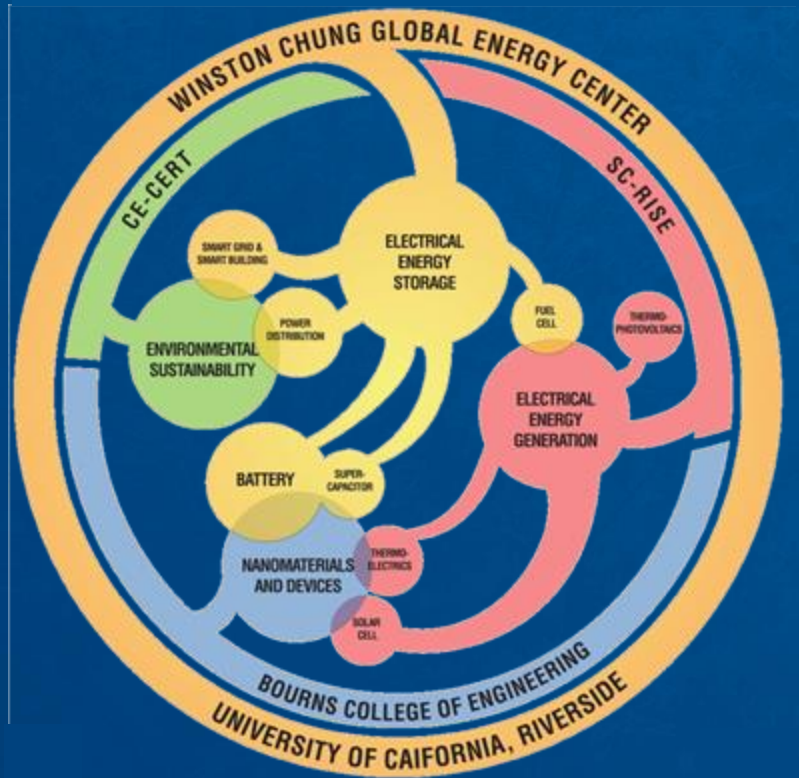 WINSTON CHUNG GLOBAL ENERGY CENTER
CE-CERT
SC-RISE
SMART GRID &
SMART BUILDING
ELECTRICAL
ENERGY
STORAGE
POWER
DISTRIBUTION
FUEL
CELL
THERMO-
PHOTOVOLTAICS
ENVIRONMENTAL
SUSTAINABILITY
ELECTRICAL
ENERGY
GENERATION
BATTERY
SUPER-
CAPACITOR
NANOMATERIALS
AND DEVICES
THERMO-
ELECTRICS
SOLAR
CELL
BOURNS COLLEGE OF ENGINEERING
UNIVERSITY OF CAIFORNIA, RIVERSIDE